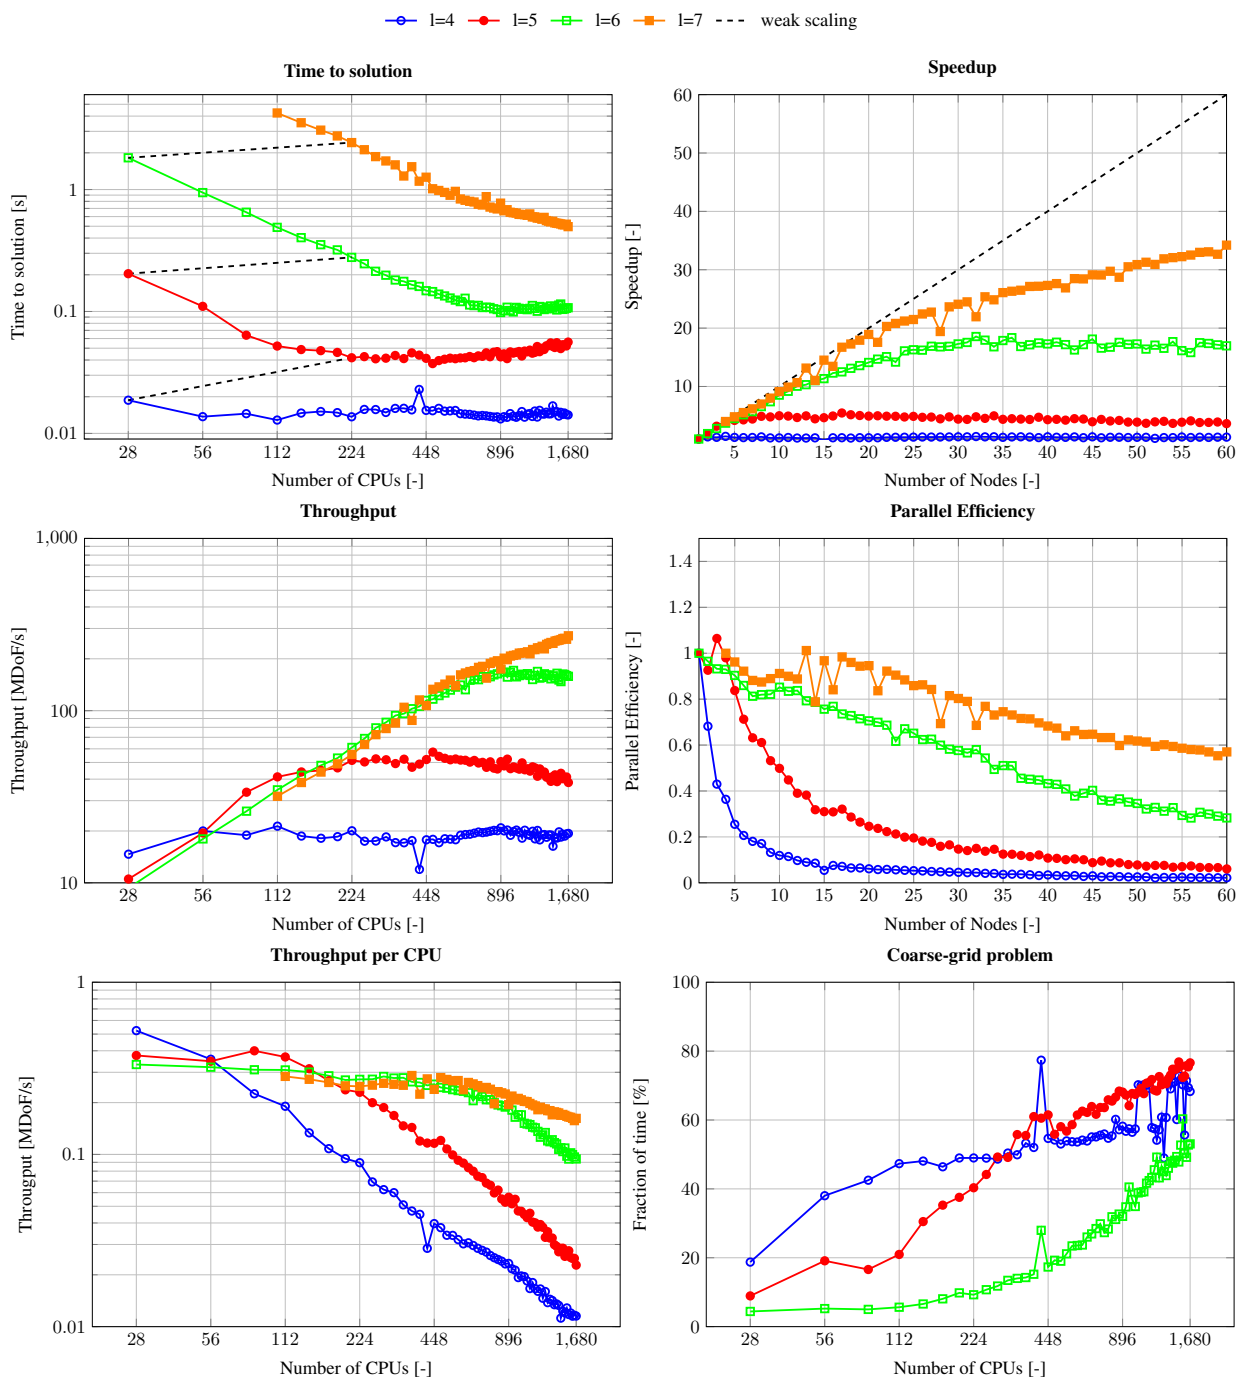 l=4 l=5 l=6 l=7 weak scaling
Time to solution
Time to solution [s]
1
0.1
0.01
28 56 112 224 448 896 1,680
Number of CPUs [-]
Speedup
Speedup [-]
60
50
40
30
20
10
5 10 15 20 25 30 35 40 45 50 55 60
Number of Nodes [-]
Throughput
Throughput [MDoF/s]
1,000
100
10
28 56 112 224 448 896 1,680
Number of CPUs [-]
Parallel Efficiency
Parallel Efficiency [-]
1.4
1.2
1
0.8
0.6
0.4
0.2
0
5 10 15 20 25 30 35 40 45 50 55 60
Number of Nodes [-]
Throughput per CPU
Througput [MDoF/s]
1
0.1
0.01
28 56 112 224 448 896 1,680
Number of CPUs [-]
Coarse-grid problem
Fraction of time [%]
100
80
60
40
20
0
28 56 112 224 448 896 1,680
Number of CPUs [-]